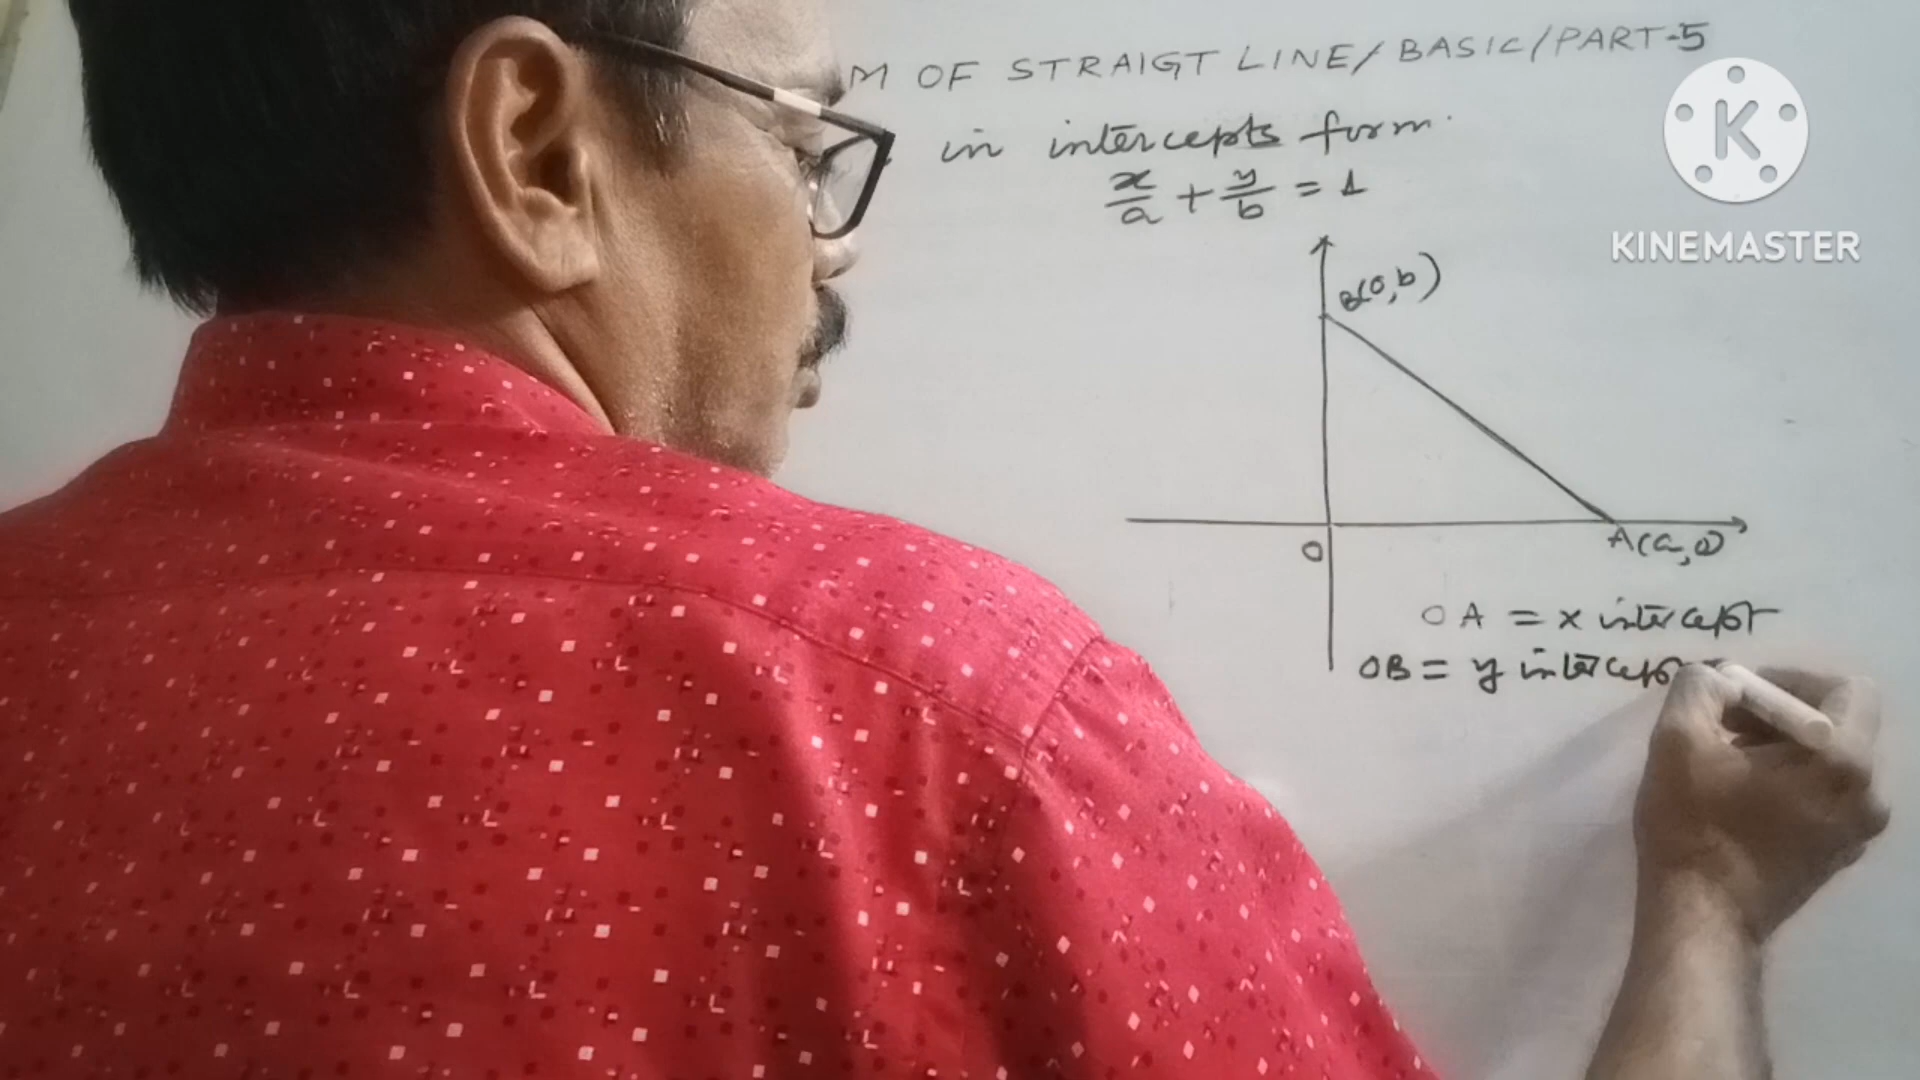 M OF STRAIGT LINE/BASIC/PART-5
in intercepts form.
x/a + y/b = 1
K
KINEMASTER
B(0,b)
O
A(a,0)
OA = x intercept
OB = y intercept